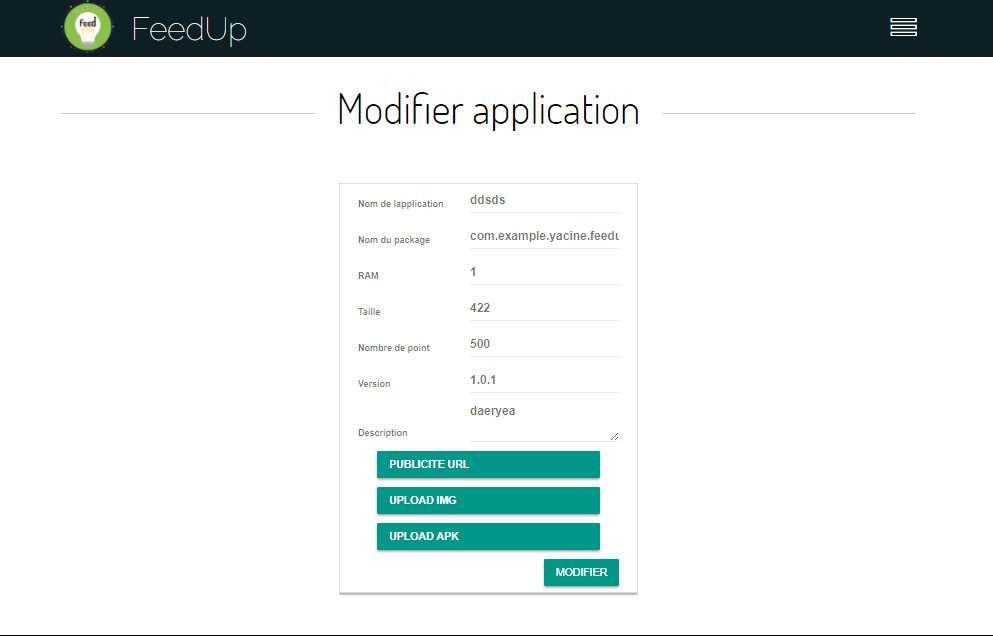 Feed
FeedUp
Modifier application
Nom de lapplication ddsds
Nom du package com.example.yacine.feedu
RAM 1
Taille 422
Nombre de point 500
Version 1.0.1
Description daeryea
PUBLICITE URL
UPLOAD IMG
UPLOAD APK
MODIFIER